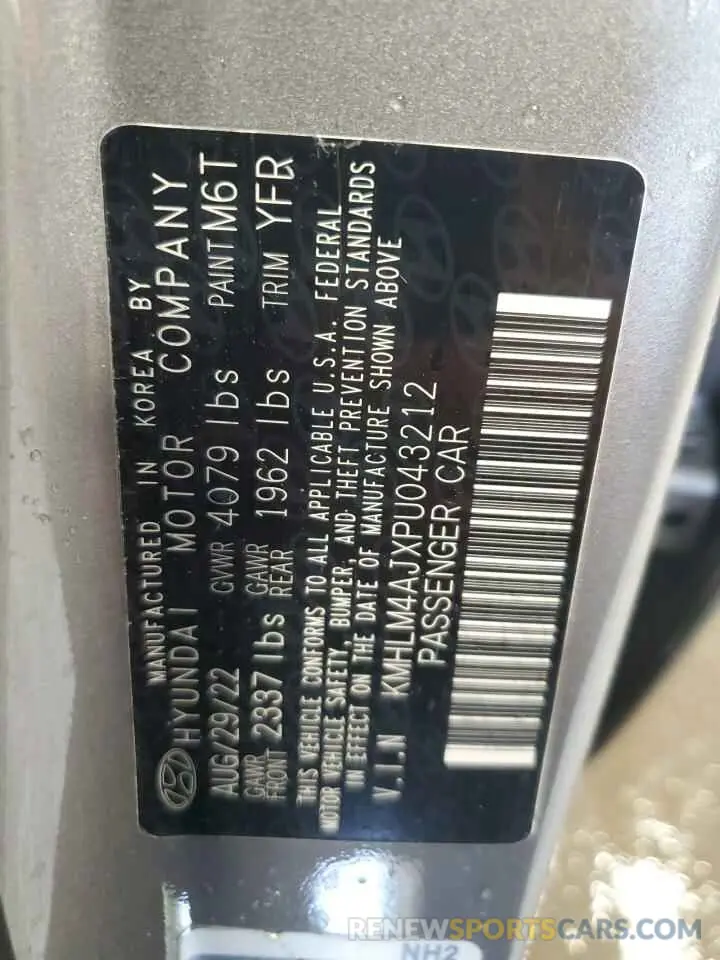 MANUFACTURED IN KOREA BY
HYUNDAI MOTOR COMPANY
AUG/29/22 GVWR 4079 lbs PAINT M6T
GAWR FRONT 2337 lbs GAWR REAR 1962 lbs TRIM YFR
THIS VEHICLE CONFORMS TO ALL APPLICABLE U.S.A. FEDERAL
MOTOR VEHICLE SAFETY, BUMPER, AND THEFT PREVENTION STANDARDS
IN EFFECT ON THE DATE OF MANUFACTURE SHOWN ABOVE
V.I.N KMHLM4AJXPU043212
PASSENGER CAR
NH2
RENEWSPORTSCARS.COM